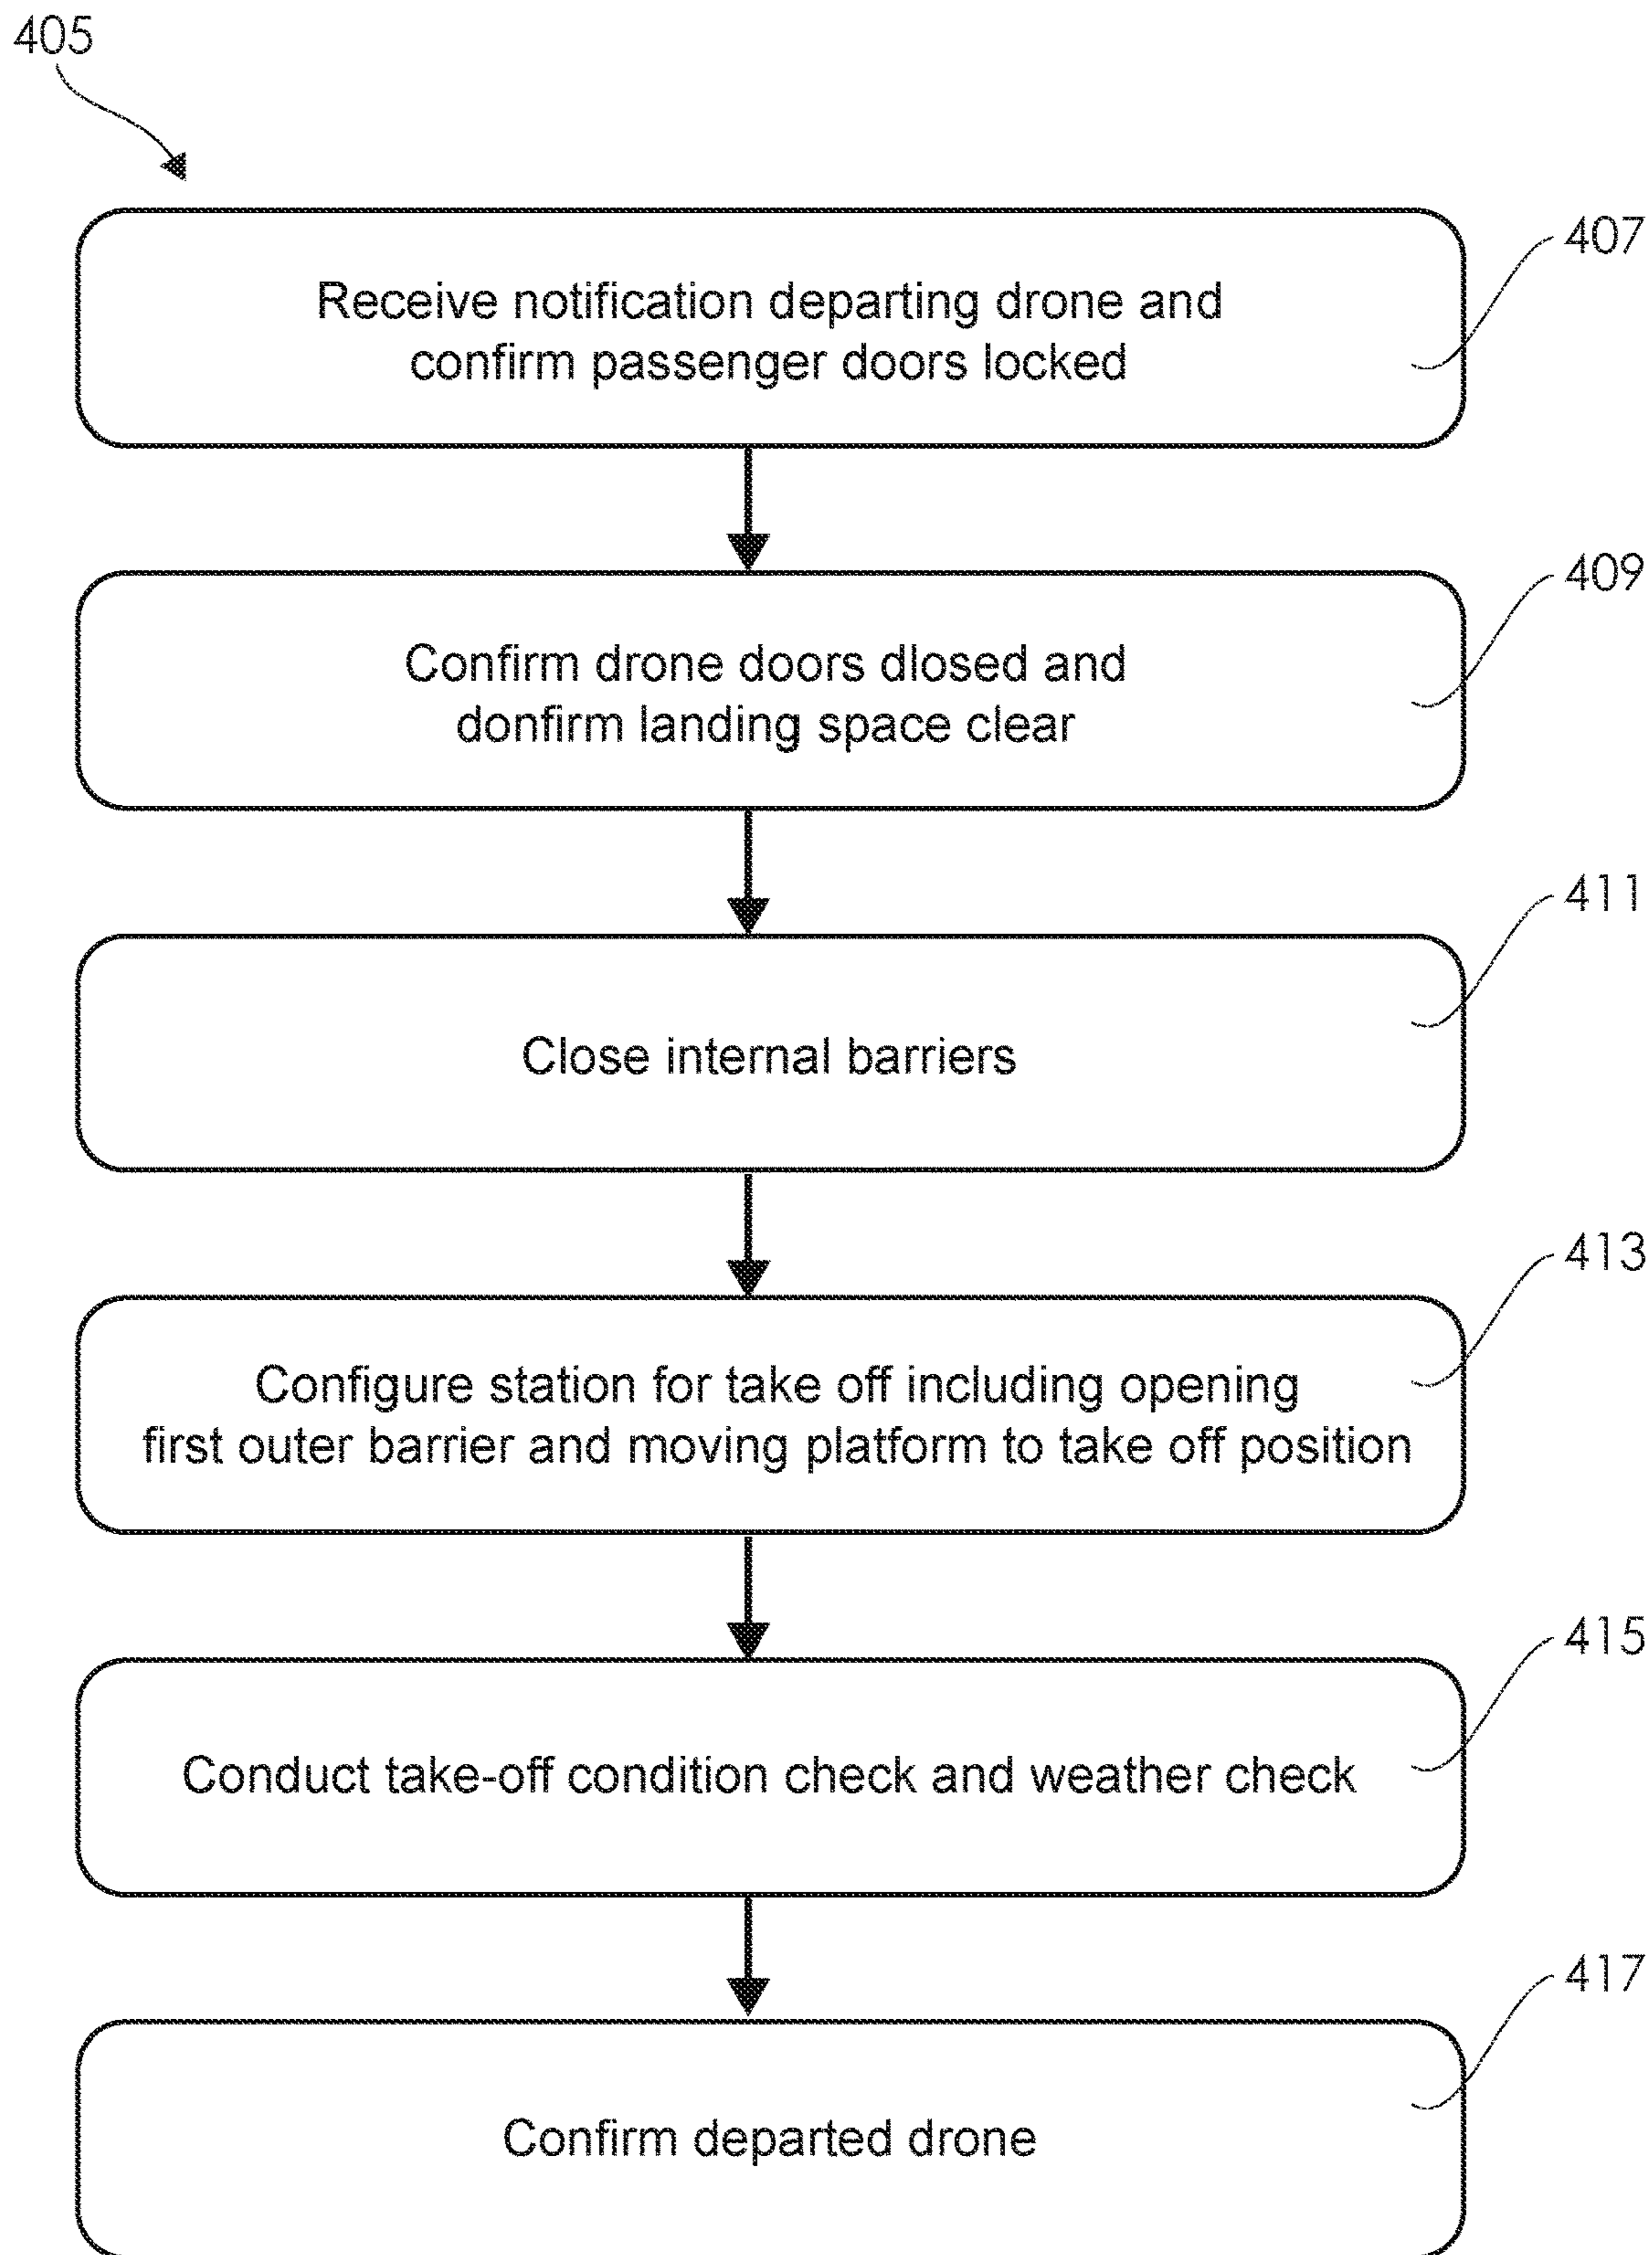 405
407
Receive notification departing drone and
confirm passenger doors locked
409
Confirm drone doors dlosed and
donfirm landing space clear
411
Close internal barriers
413
Configure station for take off including opening
first outer barrier and moving platform to take off position
415
Conduct take-off condition check and weather check
417
Confirm departed drone